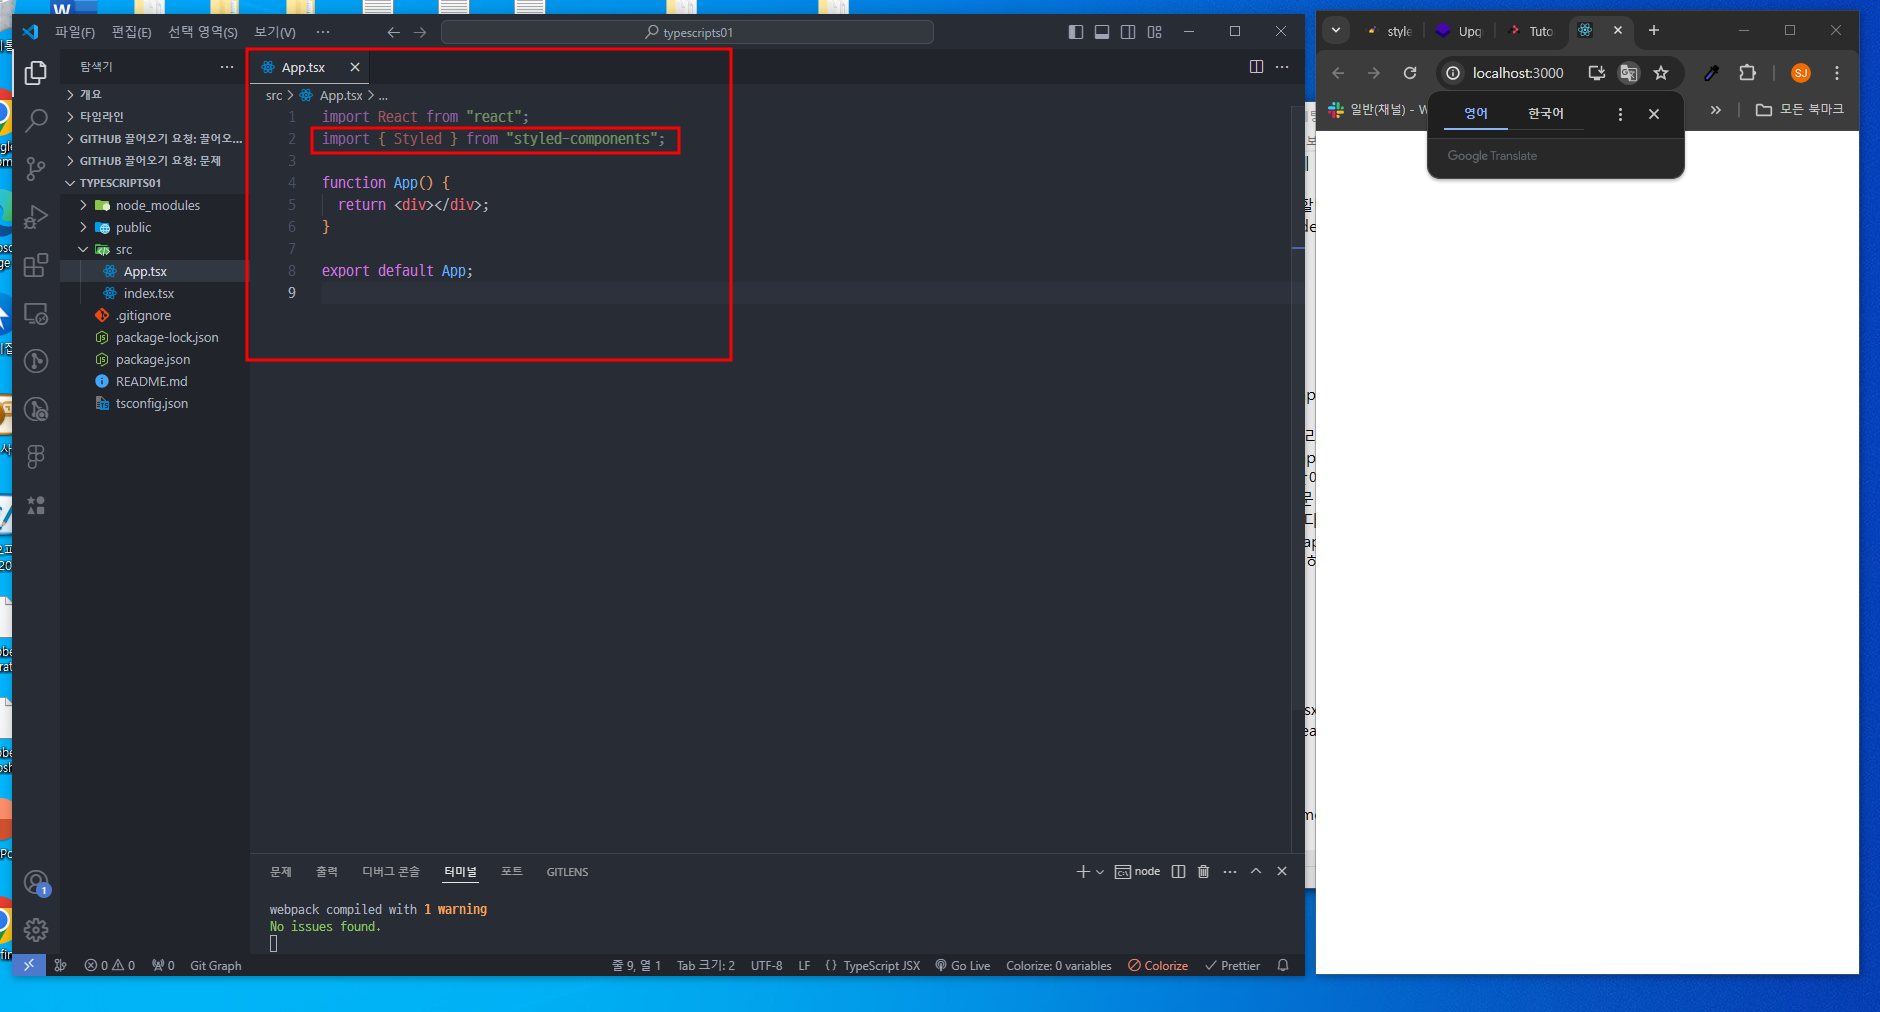 파일(F) 편집(E) 선택 영역(S) 보기(V) ··· typescripts01
탐색기 ···
개요
타임라인
GITHUB 끌어오기 요청: 끌어오...
GITHUB 끌어오기 요청: 문제
TYPESCRIPTS01
node_modules
public
src
App.tsx
index.tsx
.gitignore
package-lock.json
package.json
README.md
tsconfig.json
App.tsx
src > App.tsx > ...
1 import React from "react";
2 import { Styled } from "styled-components";
3
4 function App() {
5 return <div></div>;
6 }
7
8 export default App;
9
문제 출력 디버그 콘솔 터미널 포트 GITLENS
node
webpack compiled with 1 warning
No issues found.
1
0 0 0 Git Graph
줄 9, 열 1 Tab 크기: 2 UTF-8 LF {} TypeScript JSX Go Live Colorize: 0 variables Colorize Prettier
style Upq Tuto
localhost:3000
SJ
일반(채널) - W
모든 북마크
영어 한국어
Google Translate